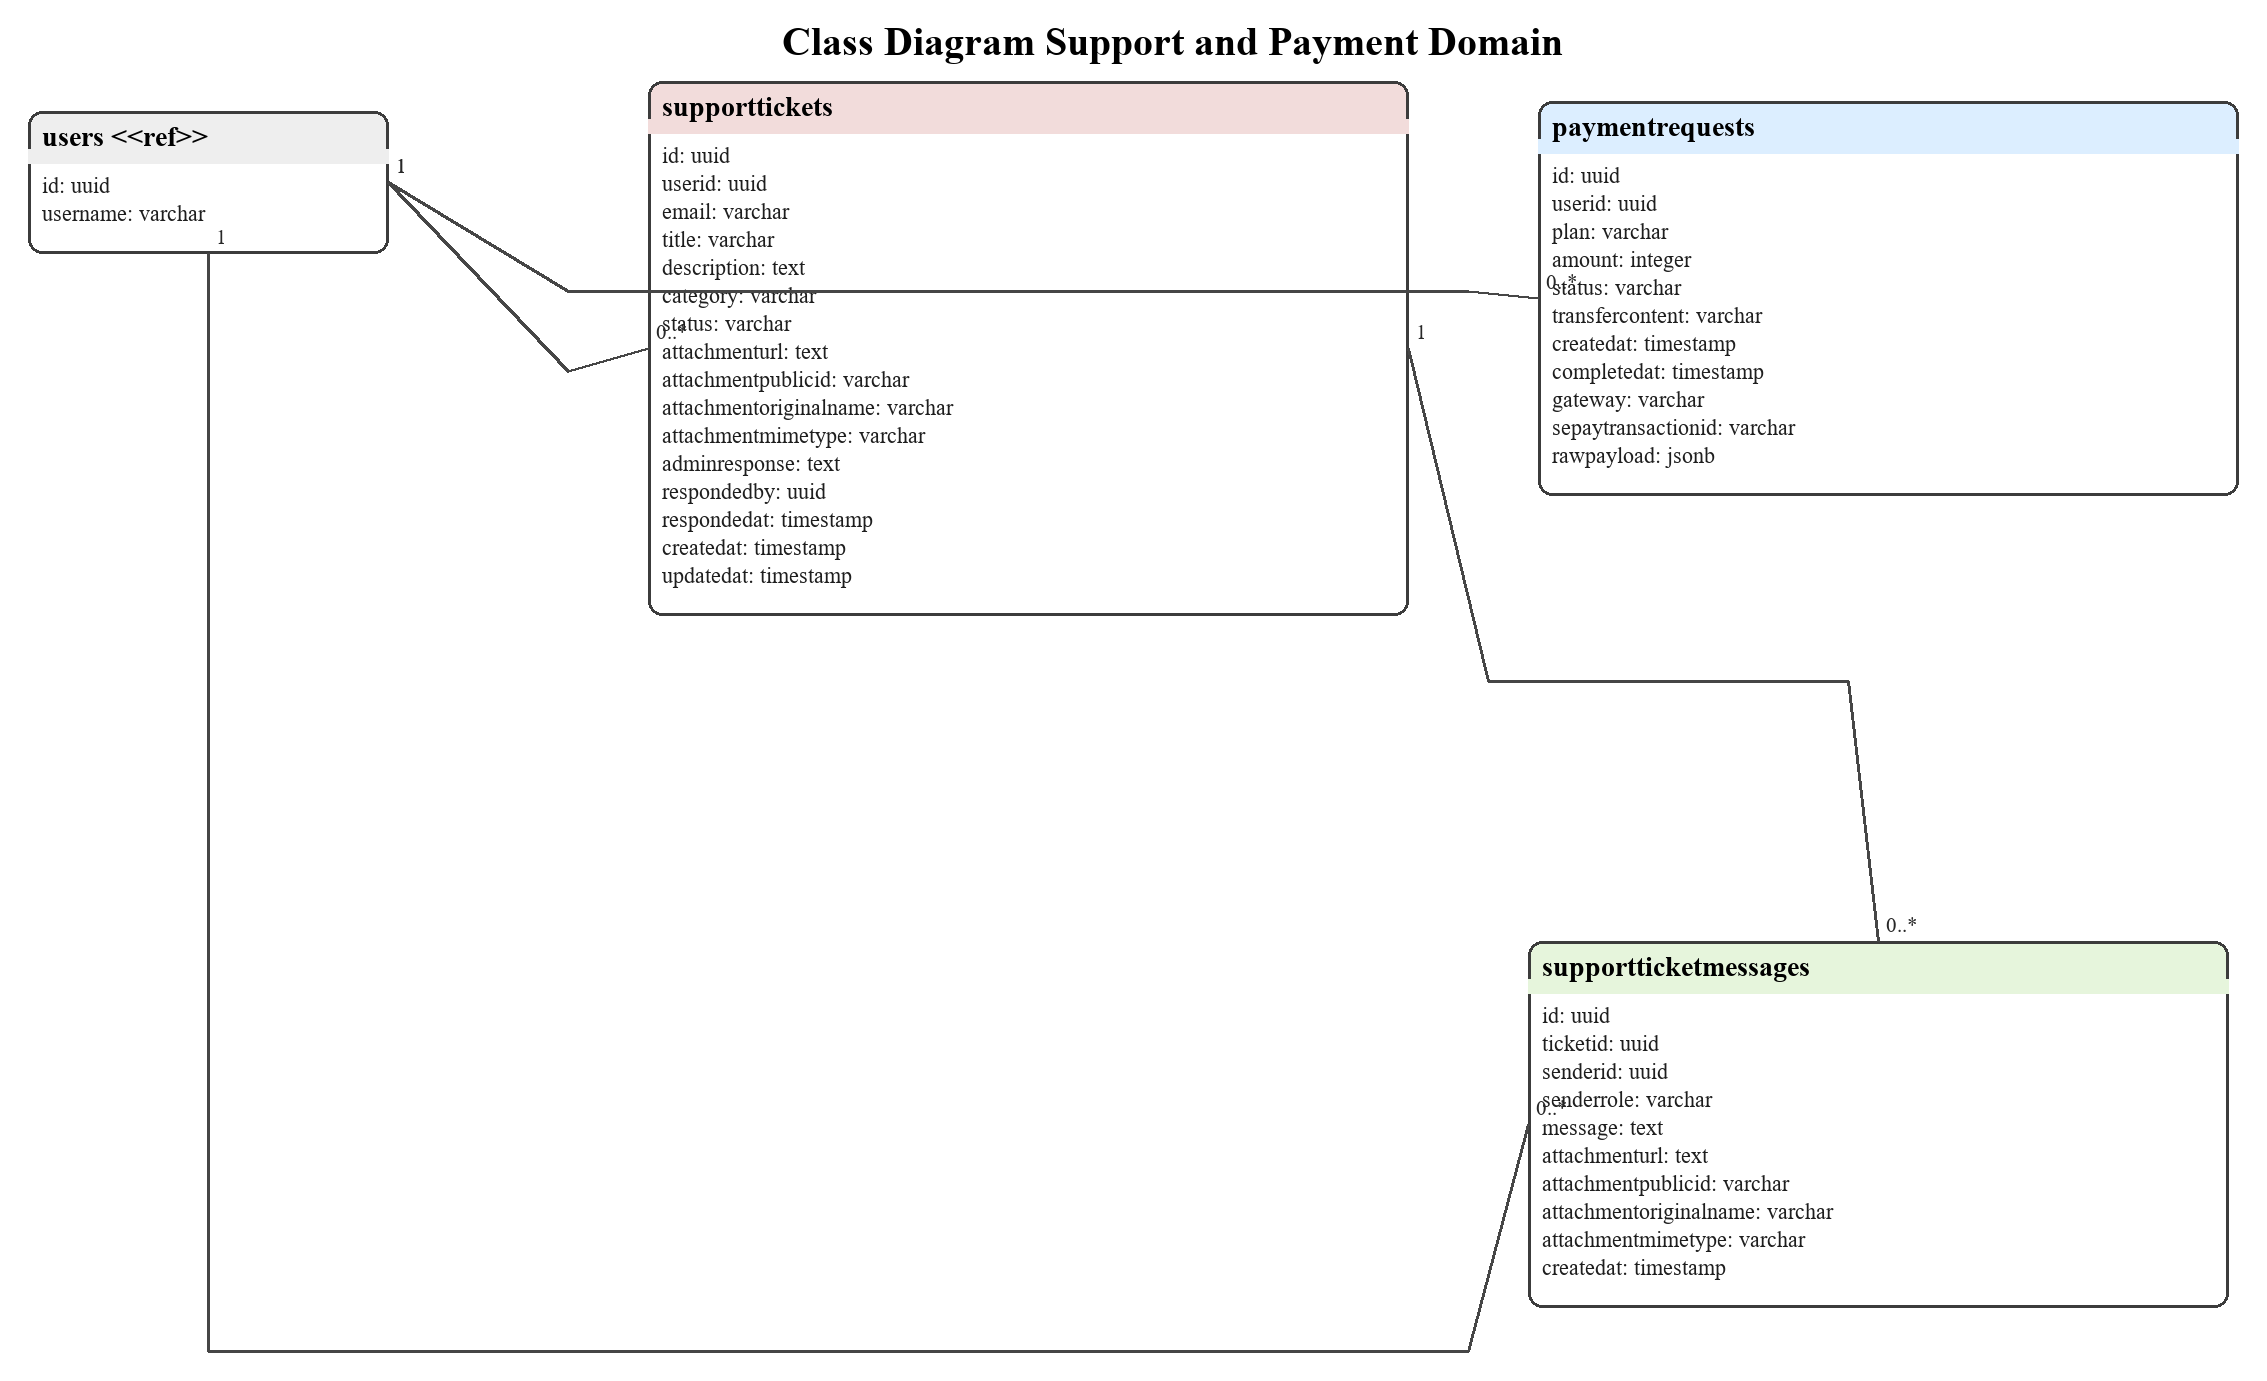 Class Diagram Support and Payment Domain
users <<ref>>
id: uuid
username: varchar
1
1
supporttickets
id: uuid
userid: uuid
email: varchar
title: varchar
description: text
category: varchar
status: varchar
0..*
attachmenturl: text
attachmentpublicid: varchar
attachmentoriginalname: varchar
attachmentmimetype: varchar
adminresponse: text
respondedby: uuid
respondedat: timestamp
createdat: timestamp
updatedat: timestamp
1
paymentrequests
id: uuid
userid: uuid
plan: varchar
amount: integer
0..*
status: varchar
transfercontent: varchar
createdat: timestamp
completedat: timestamp
gateway: varchar
sepaytransactionid: varchar
rawpayload: jsonb
0..*
supportticketmessages
id: uuid
ticketid: uuid
senderid: uuid
senderrole: varchar
0..*
message: text
attachmenturl: text
attachmentpublicid: varchar
attachmentoriginalname: varchar
attachmentmimetype: varchar
createdat: timestamp